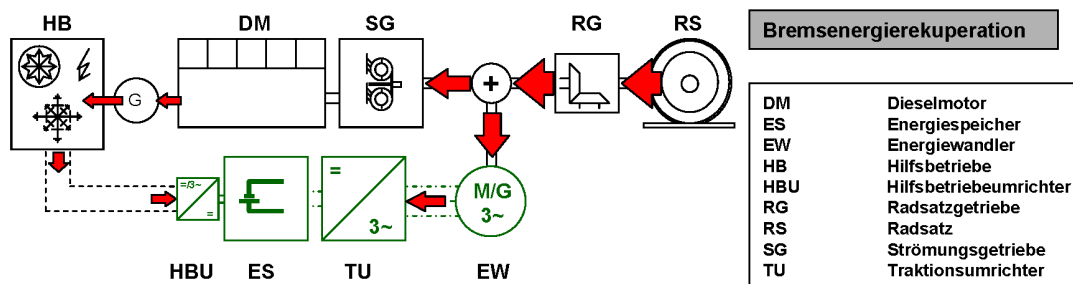 HB DM SG RG RS
Bremsenergierekuperation
G
+
DM Dieselmotor
ES Energiespeicher
EW Energiewandler
HB Hilfsbetriebe
HBU Hilfsbetriebeumrichter
RG Radsatzgetriebe
RS Radsatz
SG Strömungsgetriebe
TU Traktionsumrichter
=/3~
=
=
3~
M/G
3~
HBU ES TU EW